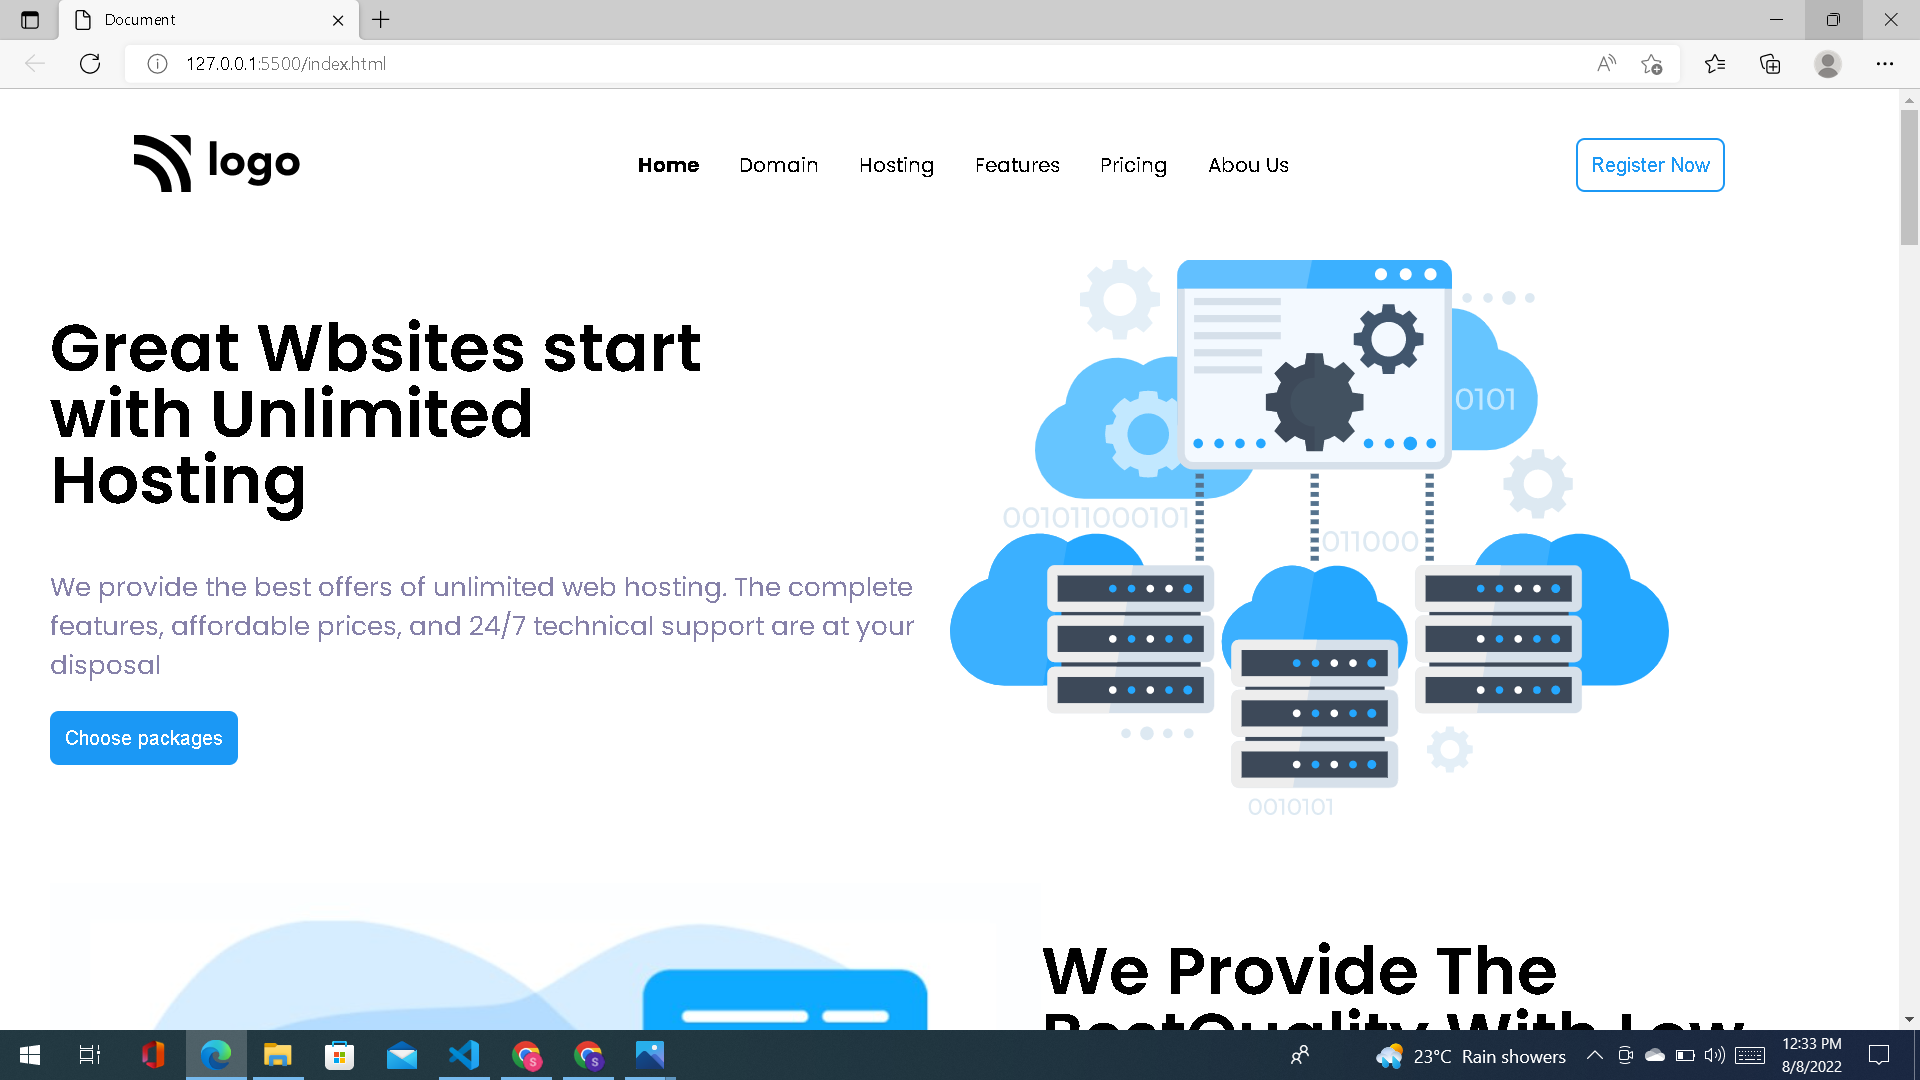 Document
127.0.0.1:5500/index.html
logo
Home Domain Hosting Features Pricing Abou Us
Register Now
Great Wbsites start
with Unlimited
Hosting
We provide the best offers of unlimited web hosting. The complete
features, affordable prices, and 24/7 technical support are at your
disposal
Choose packages
0101
001011000101
011000
0010101
We Provide The
BestQuality With Low
23°C Rain showers
12:33 PM
8/8/2022